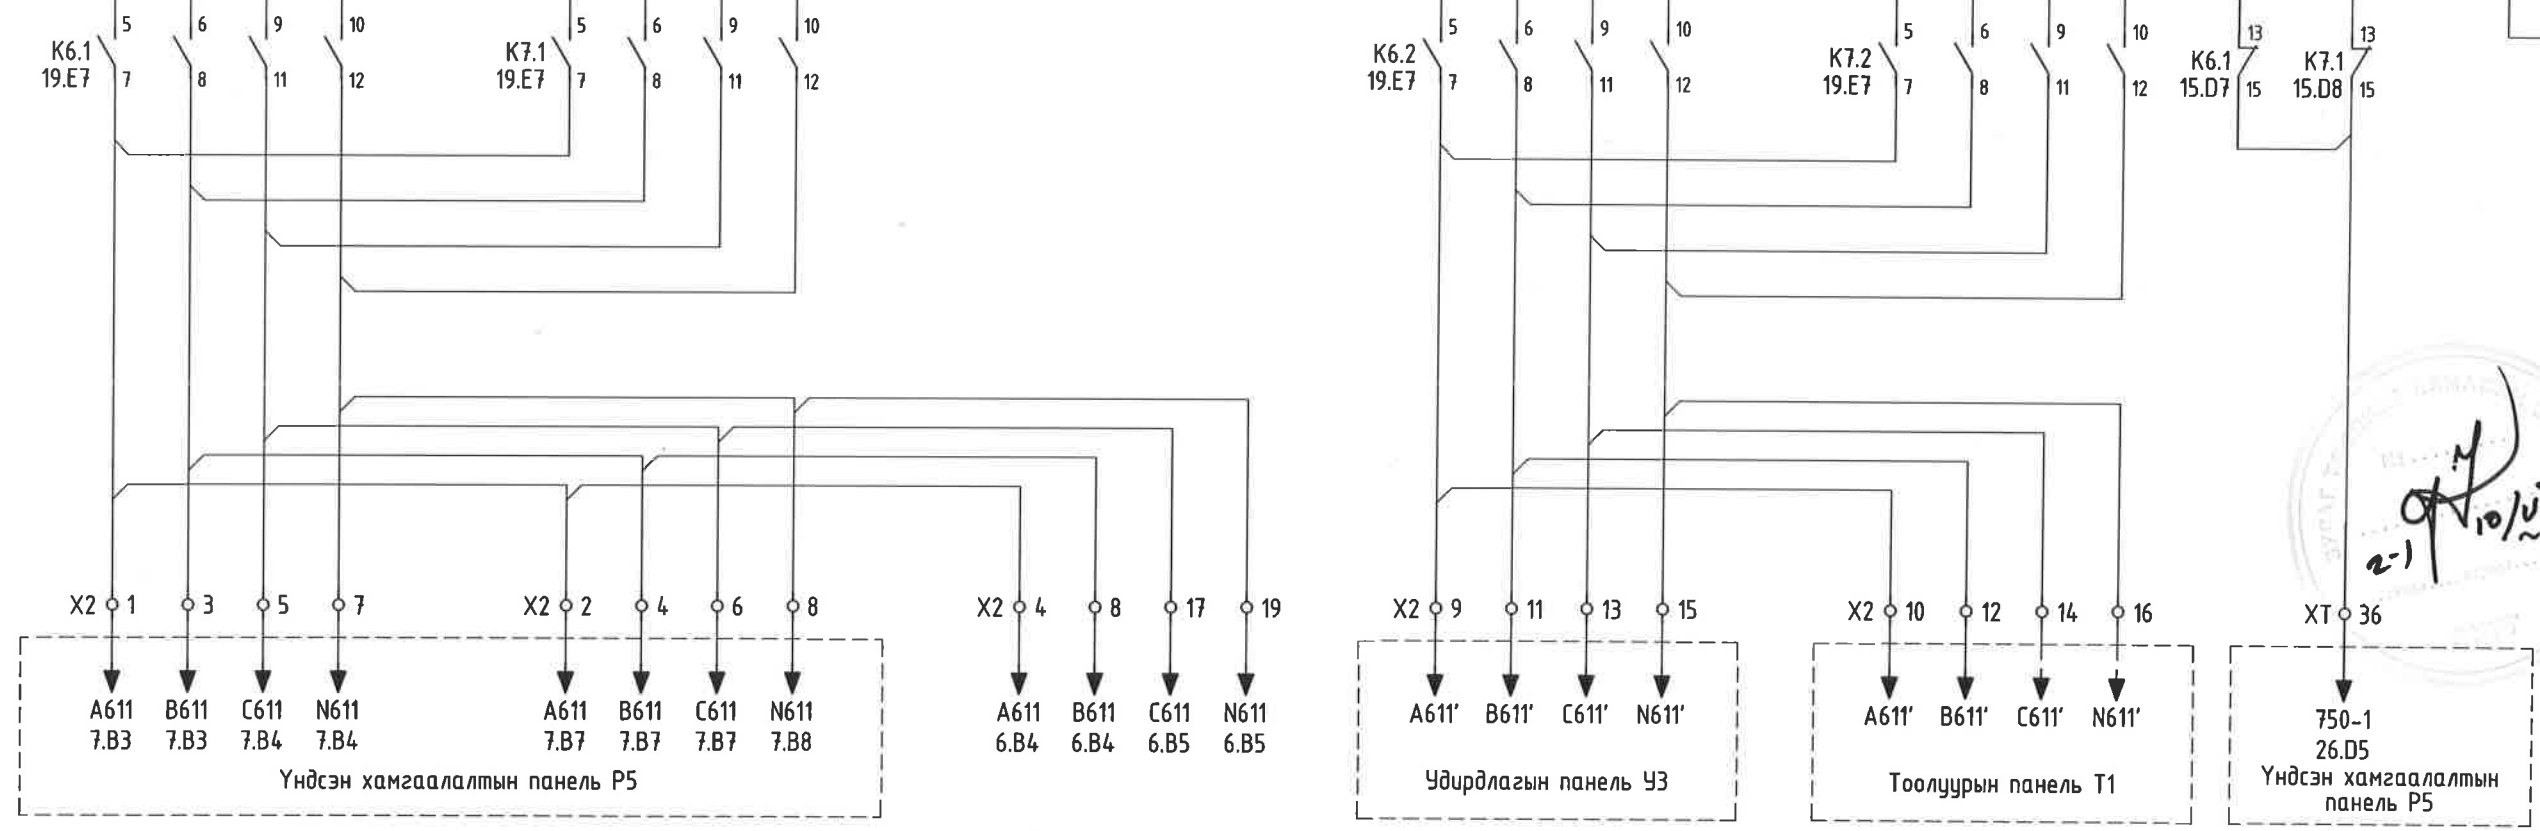 5 6 9 10 5 6 9 10
K6.1 K7.1
19.E7 7 8 11 12 19.E7 7 8 11 12
5 6 9 10 5 6 9 10 13 13
K6.2 K7.2 K6.1 K7.1
19.E7 7 8 11 12 19.E7 7 8 11 12 15.D7 15 15.D8 15
X2 1 3 5 7 X2 2 4 6 8 X2 4 8 17 19
A611 B611 C611 N611 A611 B611 C611 N611 A611 B611 C611 N611
7.B3 7.B3 7.B4 7.B4 7.B7 7.B7 7.B7 7.B8 6.B4 6.B4 6.B5 6.B5
Үндсэн хамгаалалтын панель P5
X2 9 11 13 15 X2 10 12 14 16 XT 36
A611' B611' C611' N611' A611' B611' C611' N611'
Удирдлагын панель У3
Тоолуурын панель T1
750-1
26.D5
Үндсэн хамгаалалтын
панель P5
2-1